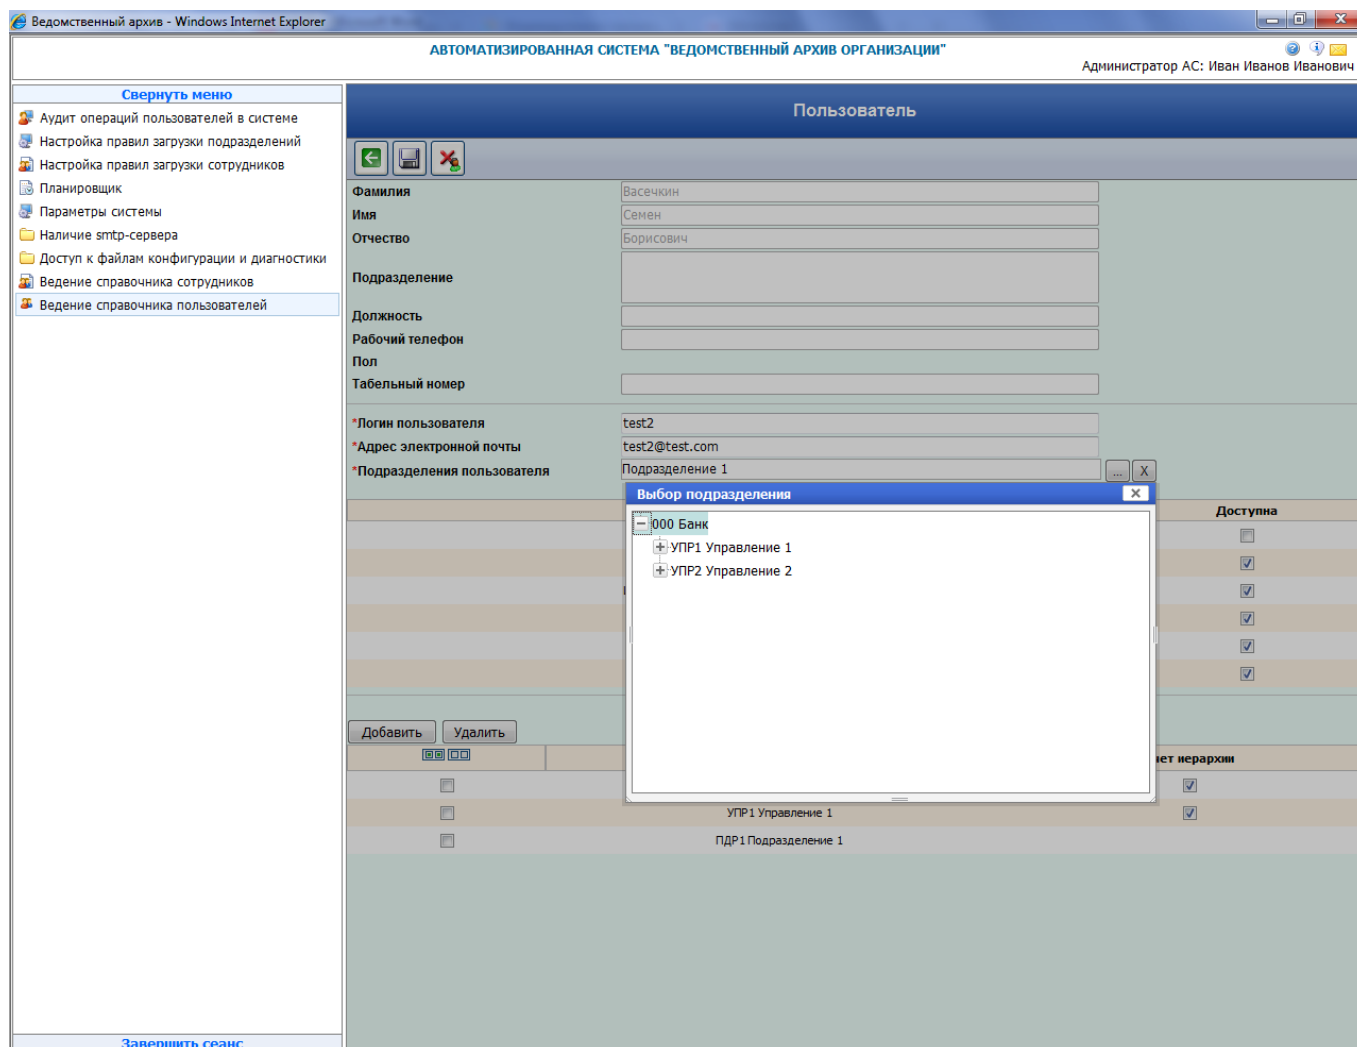 Ведомственный архив - Windows Internet Explorer
АВТОМАТИЗИРОВАННАЯ СИСТЕМА "ВЕДОМСТВЕННЫЙ АРХИВ ОРГАНИЗАЦИИ"
Администратор АС: Иван Иванов Иванович
Свернуть меню
Аудит операций пользователей в системе
Настройка правил загрузки подразделений
Настройка правил загрузки сотрудников
Планировщик
Параметры системы
Наличие smtp-сервера
Доступ к файлам конфигурации и диагностики
Ведение справочника сотрудников
Ведение справочника пользователей
Завершить сеанс
Пользователь
Фамилия Васечкин
Имя Семен
Отчество Борисович
Подразделение
Должность
Рабочий телефон
Пол
Табельный номер
*Логин пользователя test2
*Адрес электронной почты test2@test.com
*Подразделения пользователя Подразделение 1 ... X
Выбор подразделения
000 Банк
УПР1 Управление 1
УПР2 Управление 2
Доступна
Добавить Удалить
иерархии
УПР1 Управление 1
ПДР1 Подразделение 1